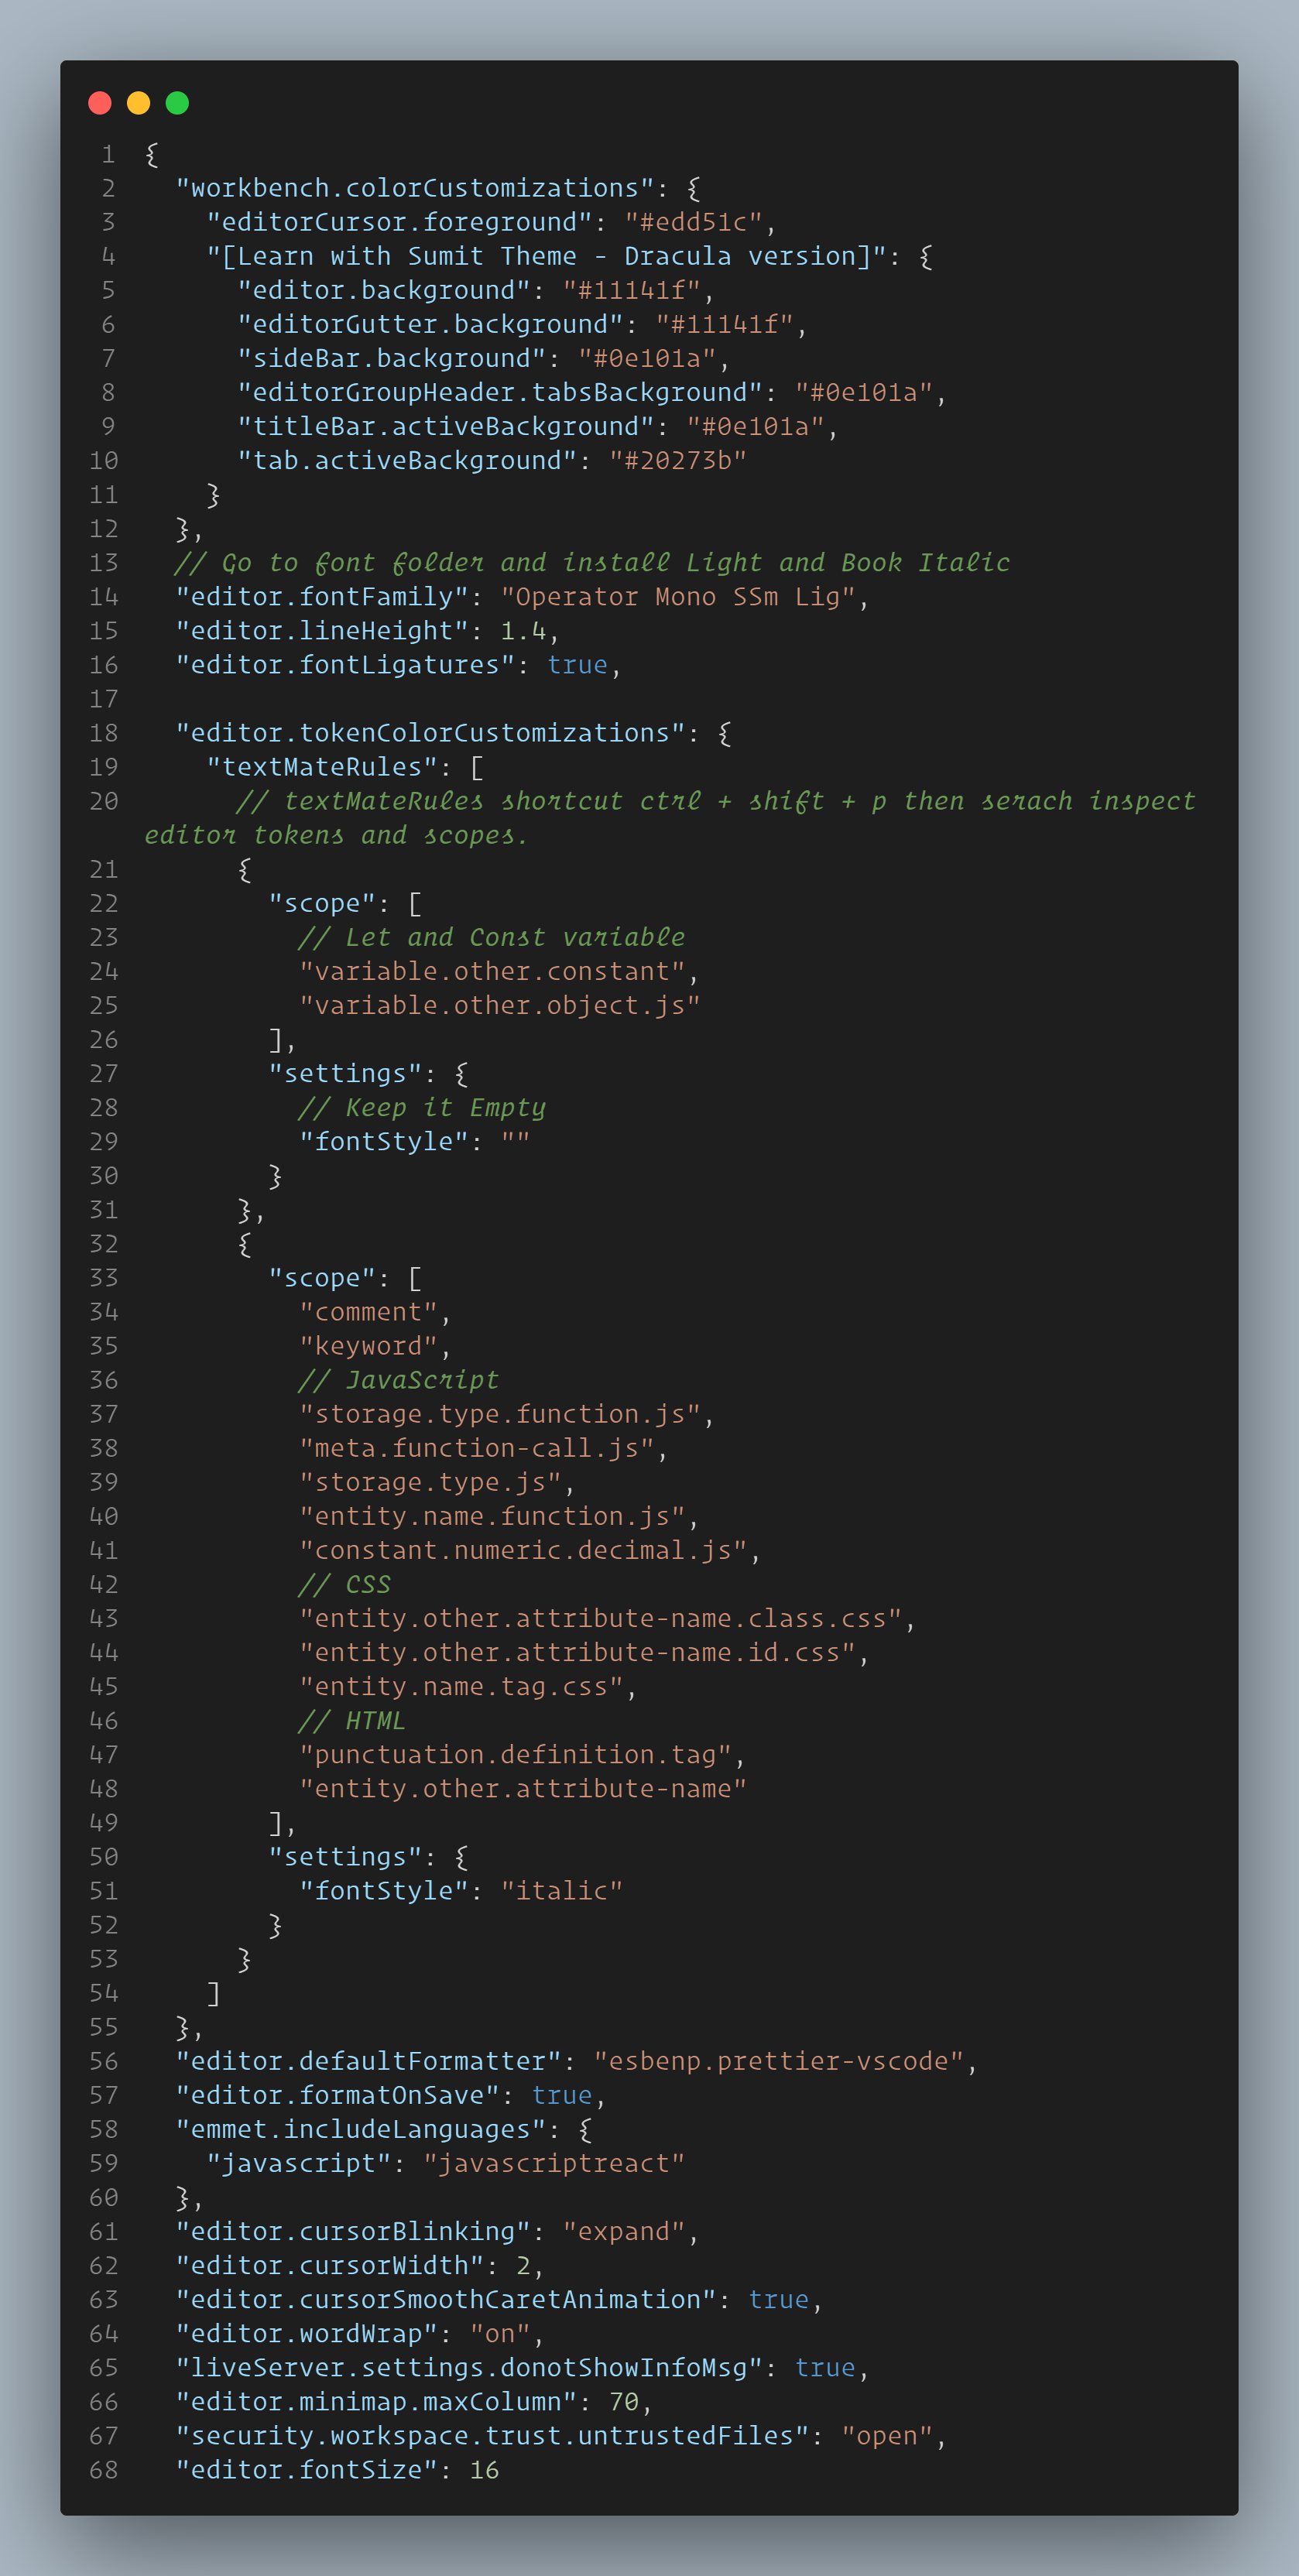 1 {
2   "workbench.colorCustomizations": {
3     "editorCursor.foreground": "#edd51c",
4     "[Learn with Sumit Theme - Dracula version]": {
5       "editor.background": "#11141f",
6       "editorGutter.background": "#11141f",
7       "sideBar.background": "#0e101a",
8       "editorGroupHeader.tabsBackground": "#0e101a",
9       "titleBar.activeBackground": "#0e101a",
10       "tab.activeBackground": "#20273b"
11     }
12   },
13   // Go to font folder and install Light and Book Italic
14   "editor.fontFamily": "Operator Mono SSm Lig",
15   "editor.lineHeight": 1.4,
16   "editor.fontLigatures": true,
17
18   "editor.tokenColorCustomizations": {
19     "textMateRules": [
20       // textMateRules shortcut ctrl + shift + p then serach inspect
editor tokens and scopes.
21       {
22         "scope": [
23           // Let and Const variable
24           "variable.other.constant",
25           "variable.other.object.js"
26         ],
27         "settings": {
28           // Keep it Empty
29           "fontStyle": ""
30         }
31       },
32       {
33         "scope": [
34           "comment",
35           "keyword",
36           // JavaScript
37           "storage.type.function.js",
38           "meta.function-call.js",
39           "storage.type.js",
40           "entity.name.function.js",
41           "constant.numeric.decimal.js",
42           // CSS
43           "entity.other.attribute-name.class.css",
44           "entity.other.attribute-name.id.css",
45           "entity.name.tag.css",
46           // HTML
47           "punctuation.definition.tag",
48           "entity.other.attribute-name"
49         ],
50         "settings": {
51           "fontStyle": "italic"
52         }
53       }
54     ]
55   },
56   "editor.defaultFormatter": "esbenp.prettier-vscode",
57   "editor.formatOnSave": true,
58   "emmet.includeLanguages": {
59     "javascript": "javascriptreact"
60   },
61   "editor.cursorBlinking": "expand",
62   "editor.cursorWidth": 2,
63   "editor.cursorSmoothCaretAnimation": true,
64   "editor.wordWrap": "on",
65   "liveServer.settings.donotShowInfoMsg": true,
66   "editor.minimap.maxColumn": 70,
67   "security.workspace.trust.untrustedFiles": "open",
68   "editor.fontSize": 16